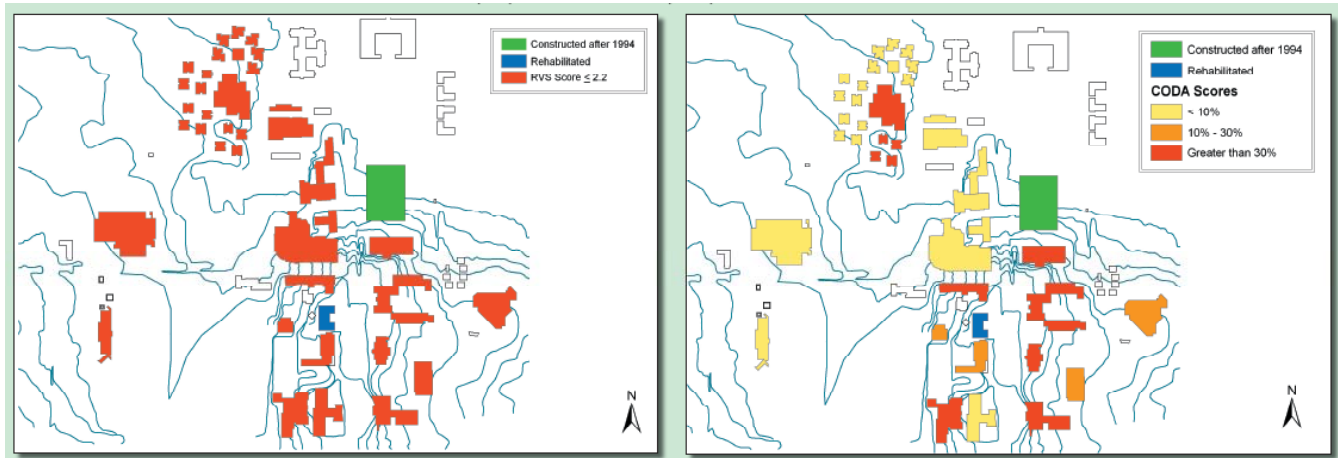 Constructed after 1994
Rehabilitated
RVS Score ≤ 2.2
N
Constructed after 1994
Rehabilitated
CODA Scores
< 10%
10% - 30%
Greater than 30%
N